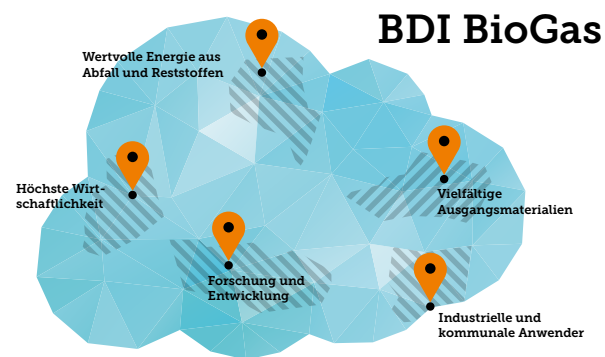 BDI BioGas
Wertvolle Energie aus
Abfall und Reststoffen
Höchste Wirt-
schaftlichkeit
Vielfältige
Ausgangsmaterialien
Forschung und
Entwicklung
Industrielle und
kommunale Anwender